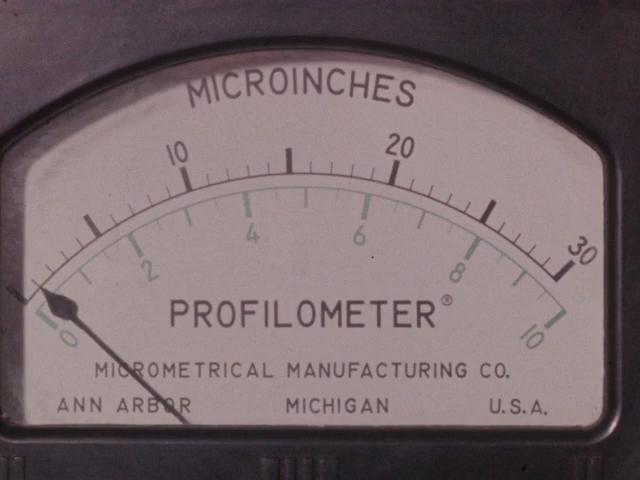 MICROINCHES
10 20 30
0 2 4 6 8 10
PROFILOMETER®
MICROMETRICAL MANUFACTURING CO.
ANN ARBOR MICHIGAN U.S.A.